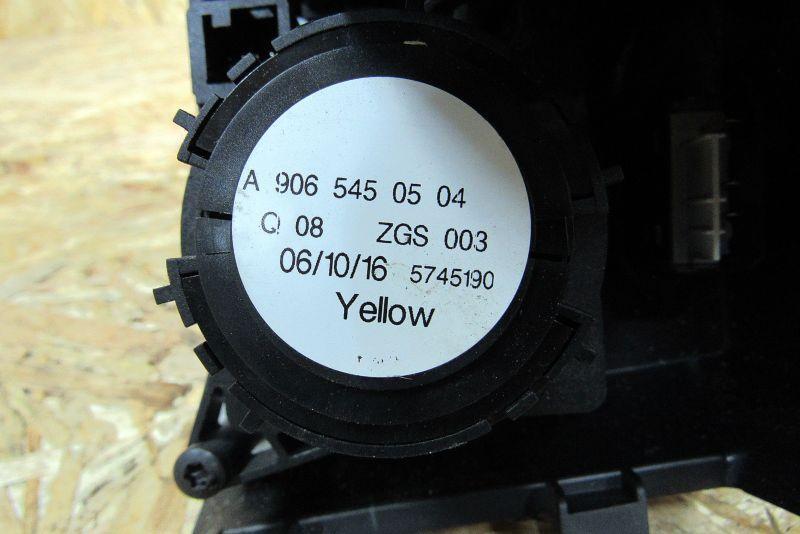 A 906 545 05 04
Q 08 ZGS 003
06/10/16 5745190
Yellow